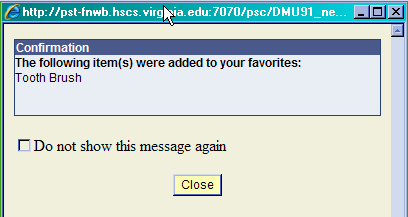 http://pst-fnwb.hscs.virginia.edu:7070/psc/DMU91_ne...
Confirmation
The following item(s) were added to your favorites:
Tooth Brush
Do not show this message again
Close